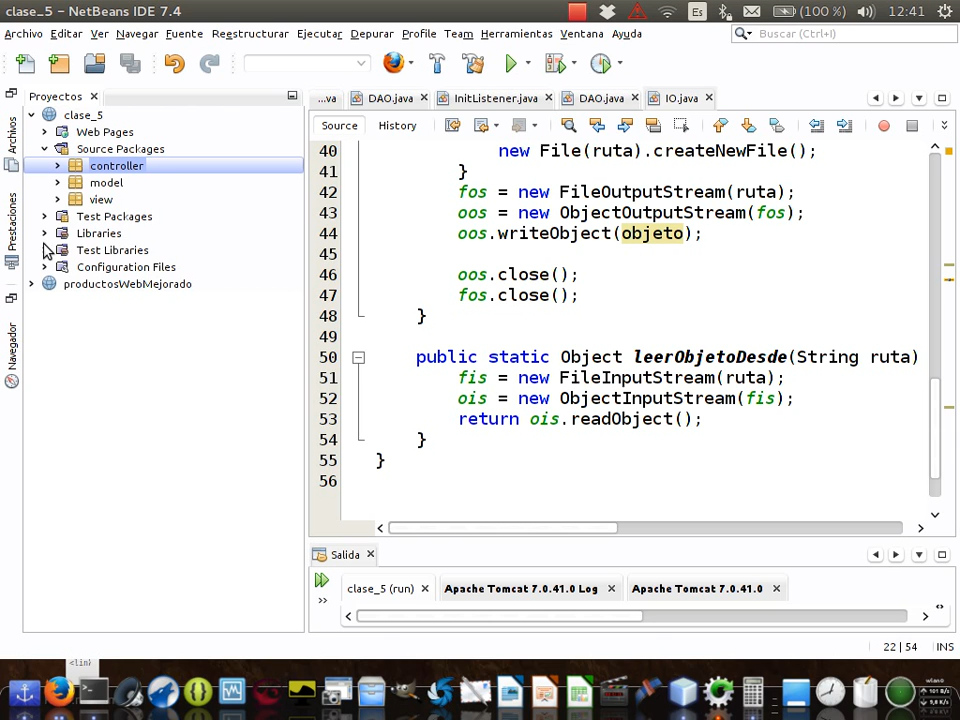 clase_5 - NetBeans IDE 7.4
Es
(100 %)
12:41
Archivo Editar Ver Navegar Fuente Reestructurar Ejecutar Depurar Profile Team Herramientas Ventana Ayuda
Buscar (Ctrl+I)
Proyectos
...va
DAO.java
InitListener.java
DAO.java
IO.java
Source
History
Archivos
Prestaciones
Navegador
clase_5
Web Pages
Source Packages
controller
model
view
Test Packages
Libraries
Test Libraries
Configuration Files
productosWebMejorado
40 new File(ruta).createNewFile();
41 }
42 fos = new FileOutputStream(ruta);
43 oos = new ObjectOutputStream(fos);
44 oos.writeObject(objeto);
45
46 oos.close();
47 fos.close();
48 }
49
50 public static Object leerObjetoDesde(String ruta)
51 fis = new FileInputStream(ruta);
52 ois = new ObjectInputStream(fis);
53 return ois.readObject();
54 }
55 }
56
Salida
clase_5 (run)
Apache Tomcat 7.0.41.0 Log
Apache Tomcat 7.0.41.0
22 | 54
INS
wlan0